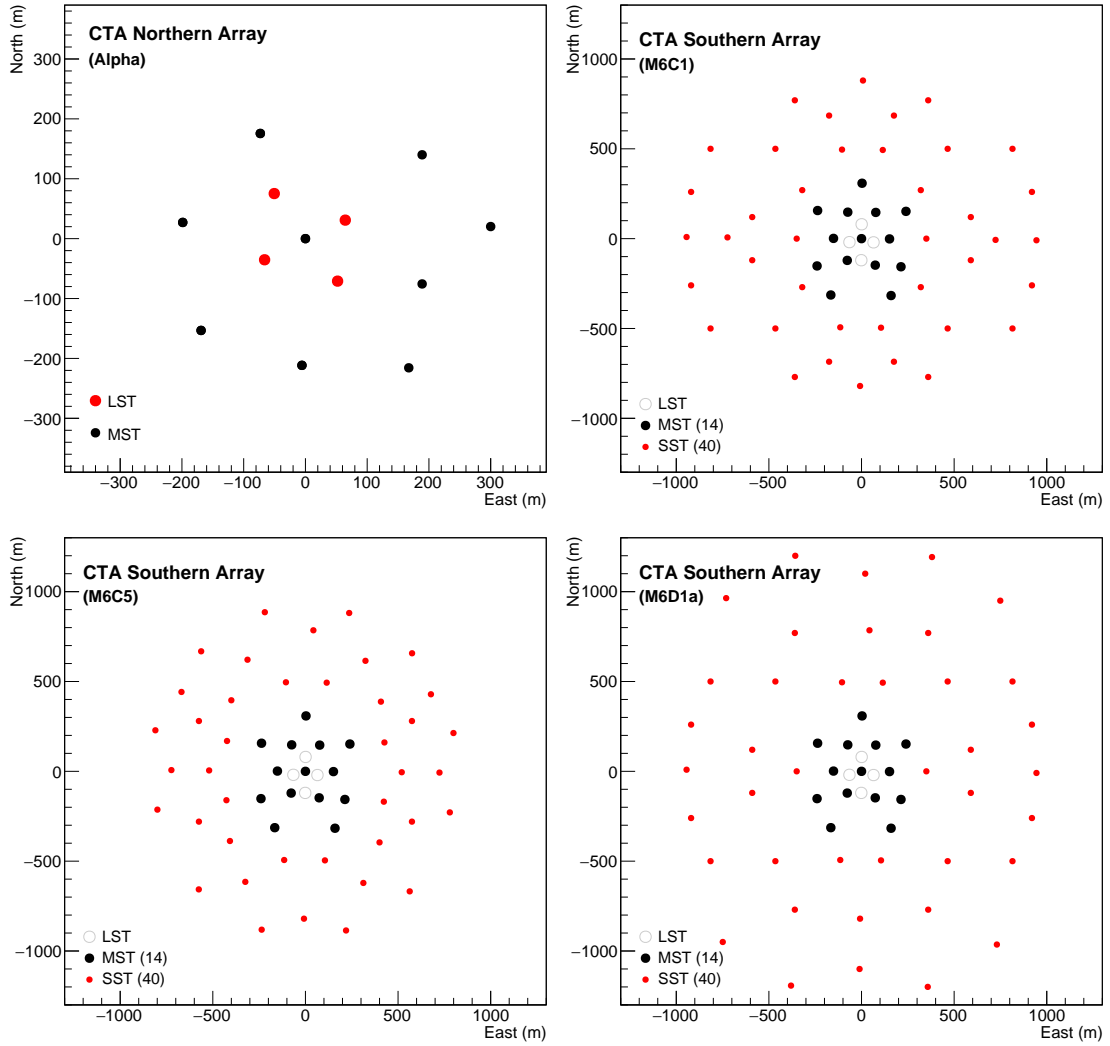 CTA Northern Array
(Alpha)
North (m)
300
200
100
0
−100
−200
−300
LST
MST
−300 −200 −100 0 100 200 300 400
East (m)
CTA Southern Array
(M6C1)
North (m)
1000
500
0
−500
−1000
LST
MST (14)
SST (40)
−1000 −500 0 500 1000
East (m)
CTA Southern Array
(M6C5)
North (m)
1000
500
0
−500
−1000
LST
MST (14)
SST (40)
−1000 −500 0 500 1000
East (m)
CTA Southern Array
(M6D1a)
North (m)
1000
500
0
−500
−1000
LST
MST (14)
SST (40)
−1000 −500 0 500 1000
East (m)